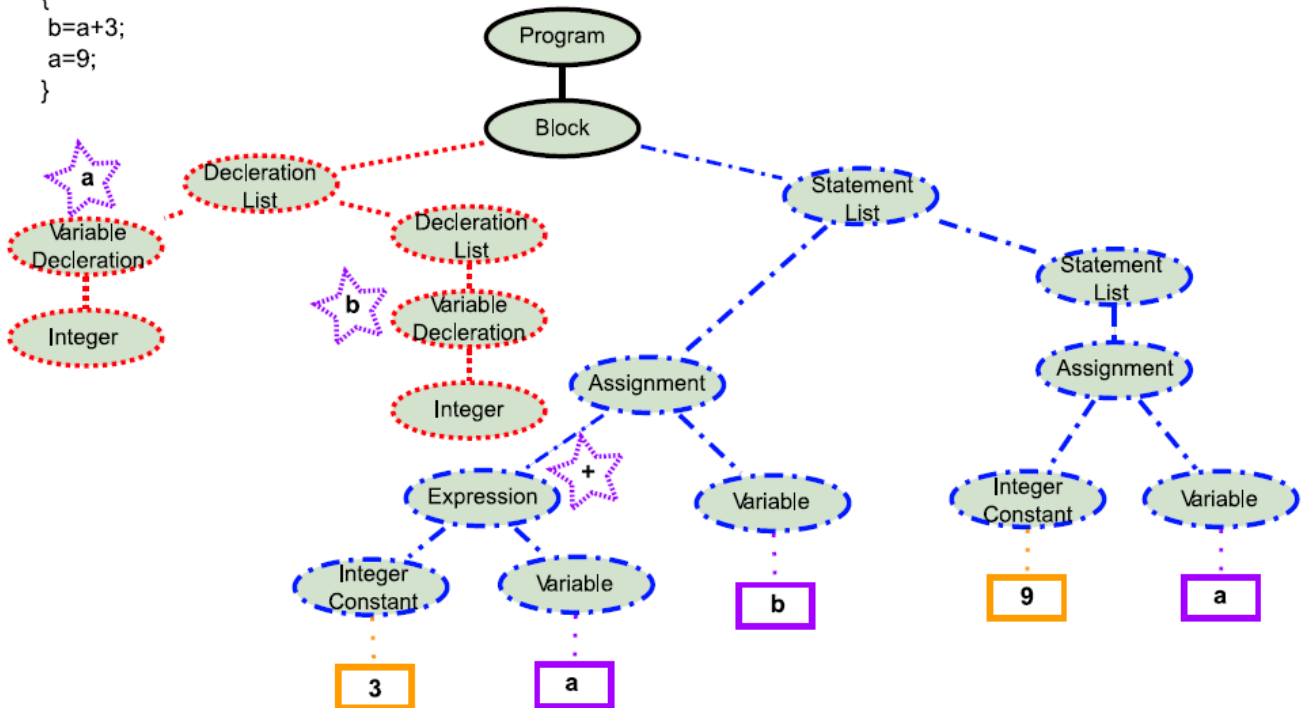 {
b=a+3;
a=9;
}
Program
Block
Decleration
List
a
Variable
Decleration
Integer
Decleration
List
b
Variable
Decleration
Integer
Statement
List
Statement
List
Assignment
Assignment
+
Expression
Variable
Integer
Constant
Variable
Integer
Constant
Variable
b
9
a
3
a